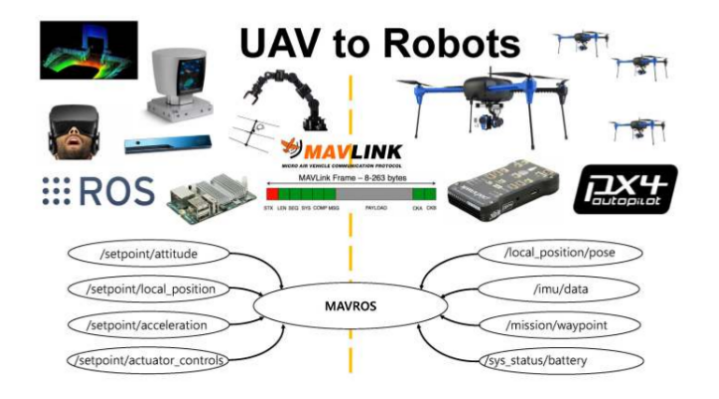 UAV to Robots
MAVLINK
MICRO AIR VEHICLE COMMUNICATION PROTOCOL
MAVLink Frame – 8-263 bytes
STX LEN SEQ SYS COMP MSG PAYLOAD CKA CKB
ROS
px4
autopilot
/setpoint/attitude
/setpoint/local_position
/setpoint/acceleration
/setpoint/actuator_controls
MAVROS
/local_position/pose
/imu/data
/mission/waypoint
/sys_status/battery